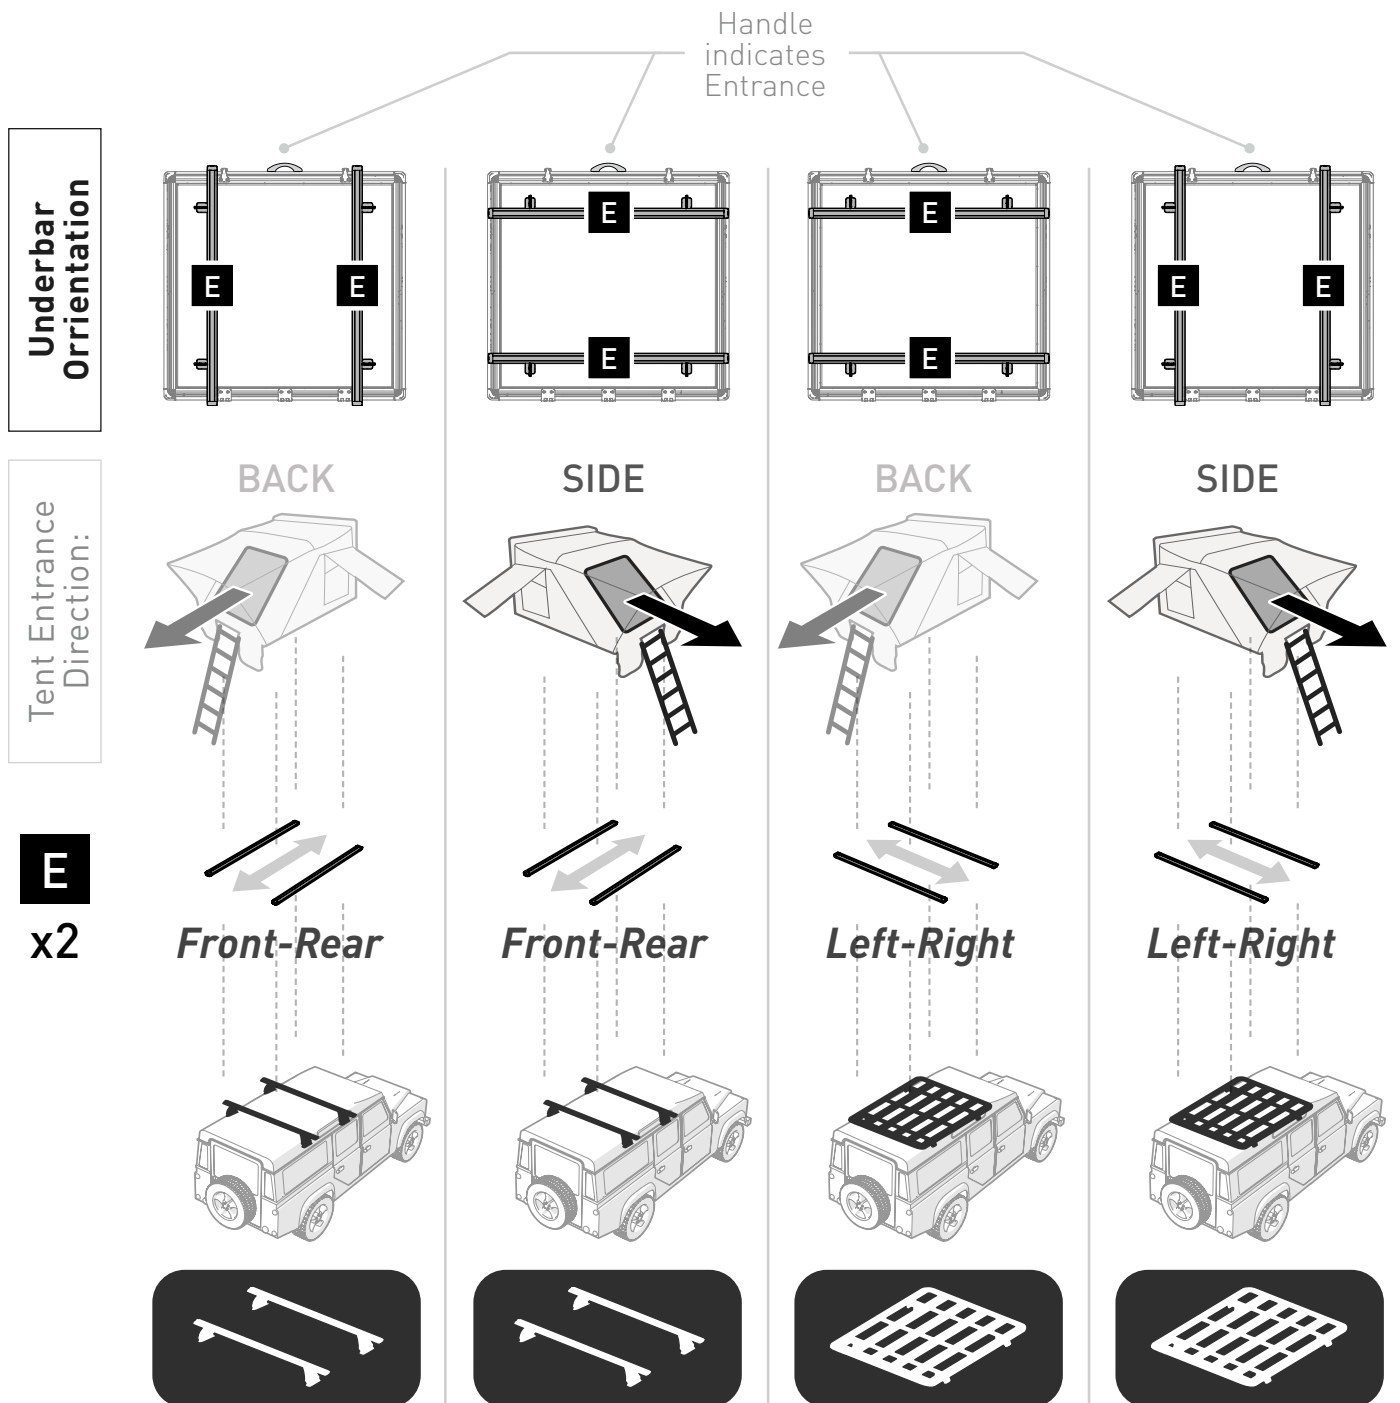 Handle
indicates
Entrance
Underbar
Orrientation
E E E E E E E E
BACK SIDE BACK SIDE
Tent Entrance
Direction:
E
x2
Front-Rear Front-Rear Left-Right Left-Right